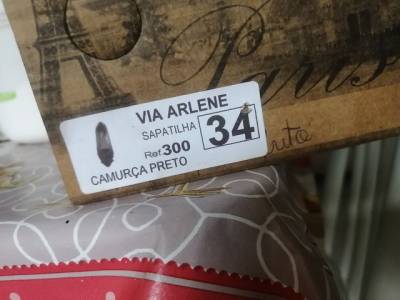 Paris
VIA ARLENE
SAPATILHA
34
Ref.300
CAMURÇA PRETO